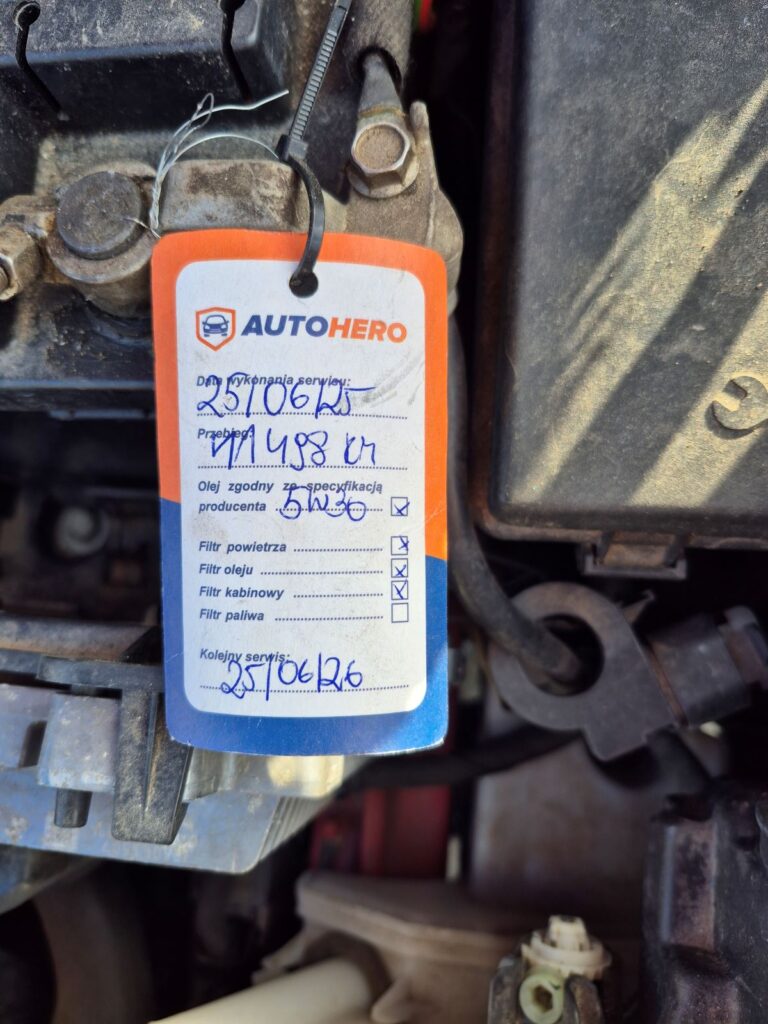 AUTOHERO
Data wykonania serwisu:
25/06/25
Przebieg:
498 km
Olej zgodny ze specyfikacją
producenta 5W30
Filtr powietrza
Filtr oleju
Filtr kabinowy
Filtr paliwa
Kolejny serwis:
25/06/26